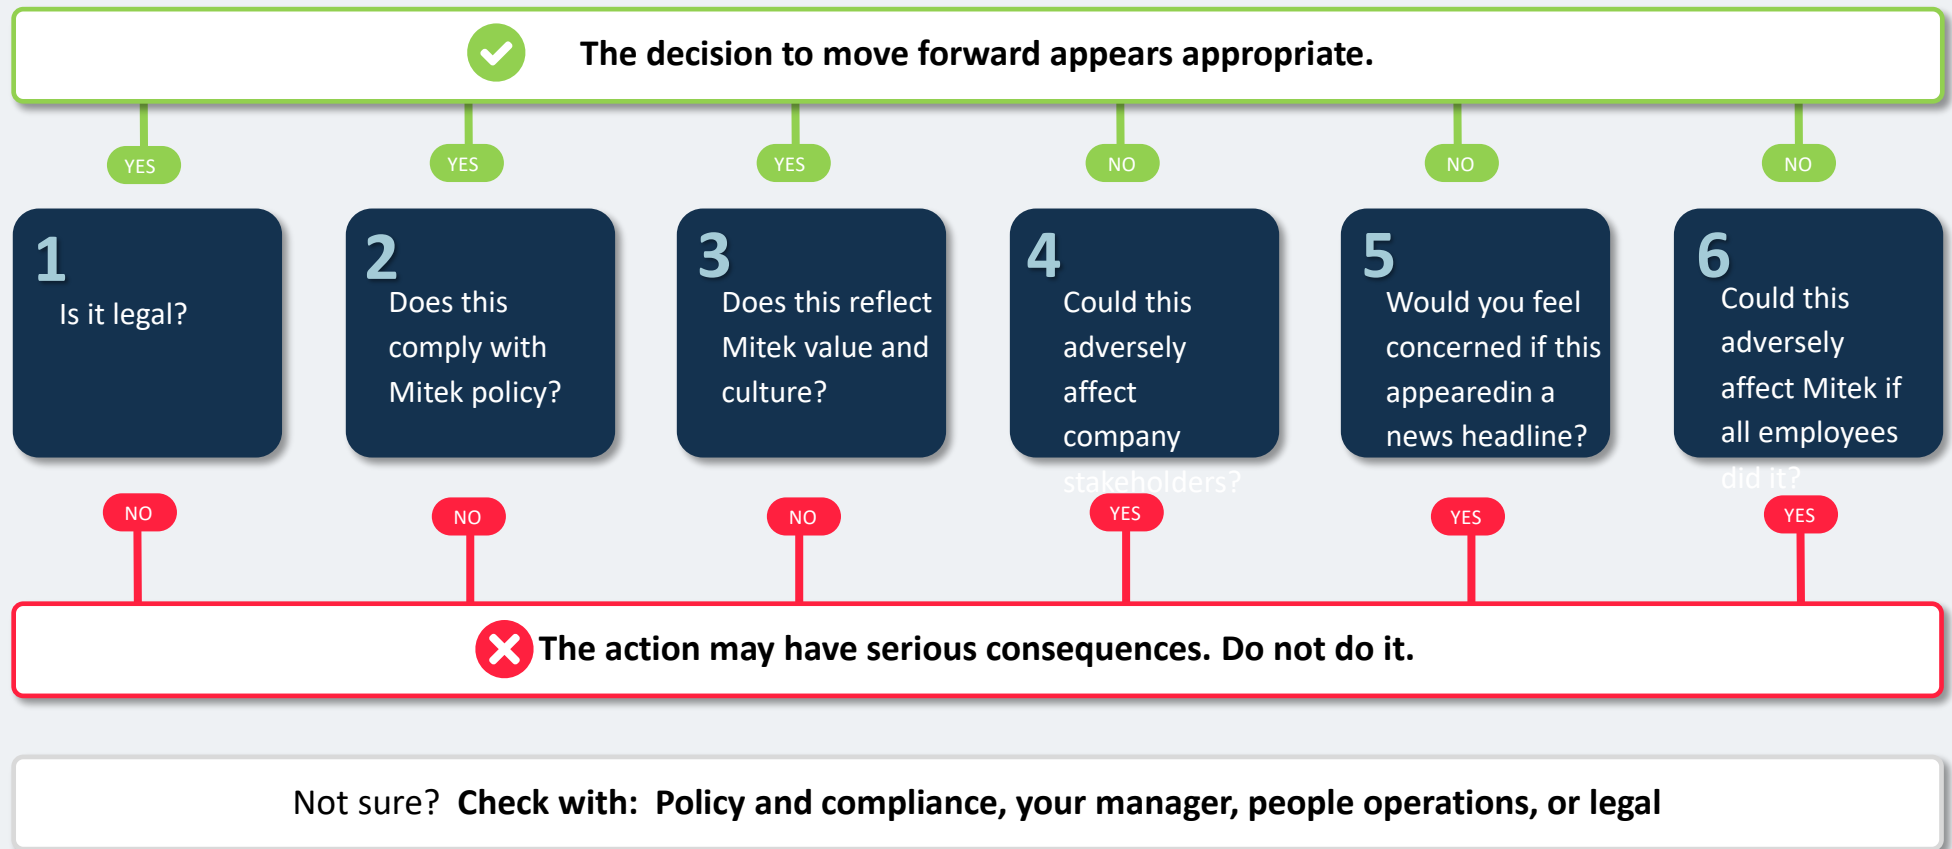 The decision to move forward appears appropriate.
YES
YES
YES
NO
NO
NO
1
Is it legal?
2
Does this
comply with
Mitek policy?
3
Does this reflect
Mitek value and
culture?
4
Could this
adversely
affect
company
stakeholders?
5
Would you feel
concerned if this
appearedin a
news headline?
6
Could this
adversely
affect Mitek if
all employees
did it?
NO
NO
NO
YES
YES
YES
The action may have serious consequences. Do not do it.
Not sure? Check with: Policy and compliance, your manager, people operations, or legal